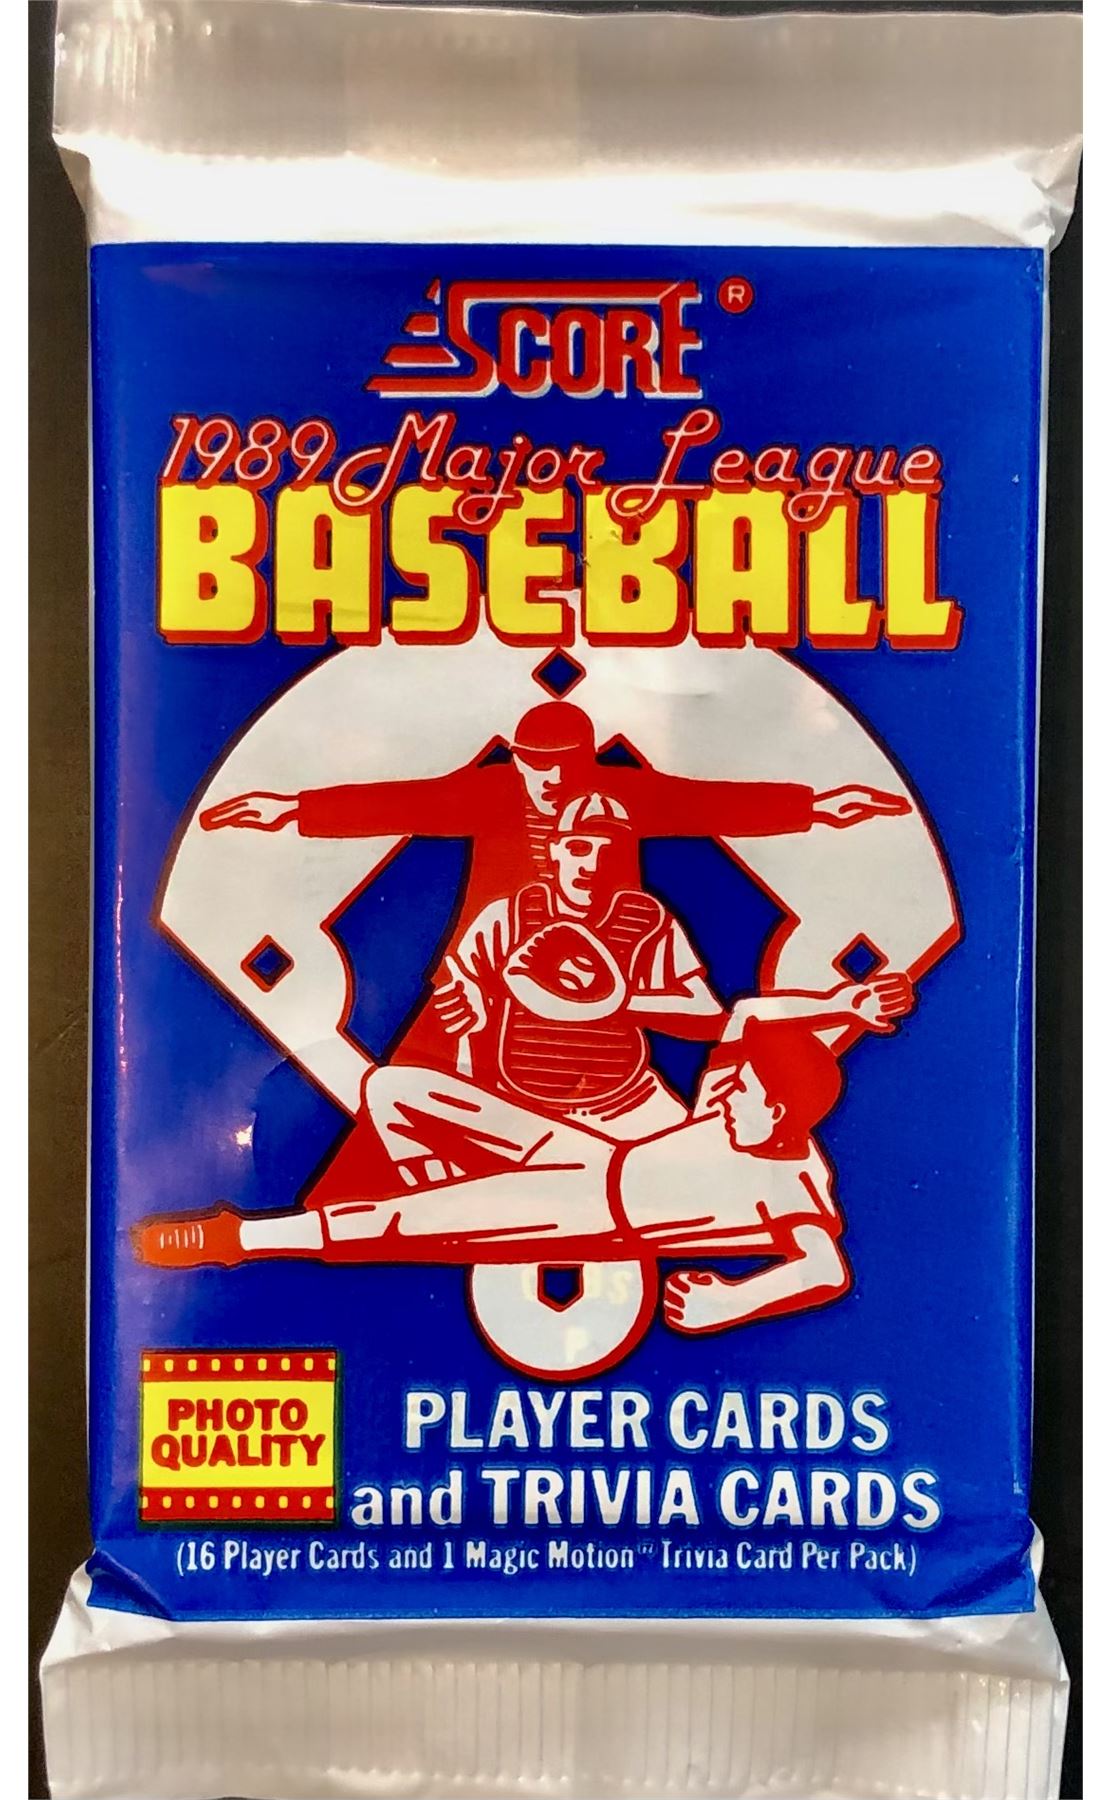 SCORE ®
1989 Major League
BASEBALL
PHOTO
QUALITY
PLAYER CARDS
and TRIVIA CARDS
(16 Player Cards and 1 Magic Motion™ Trivia Card Per Pack)